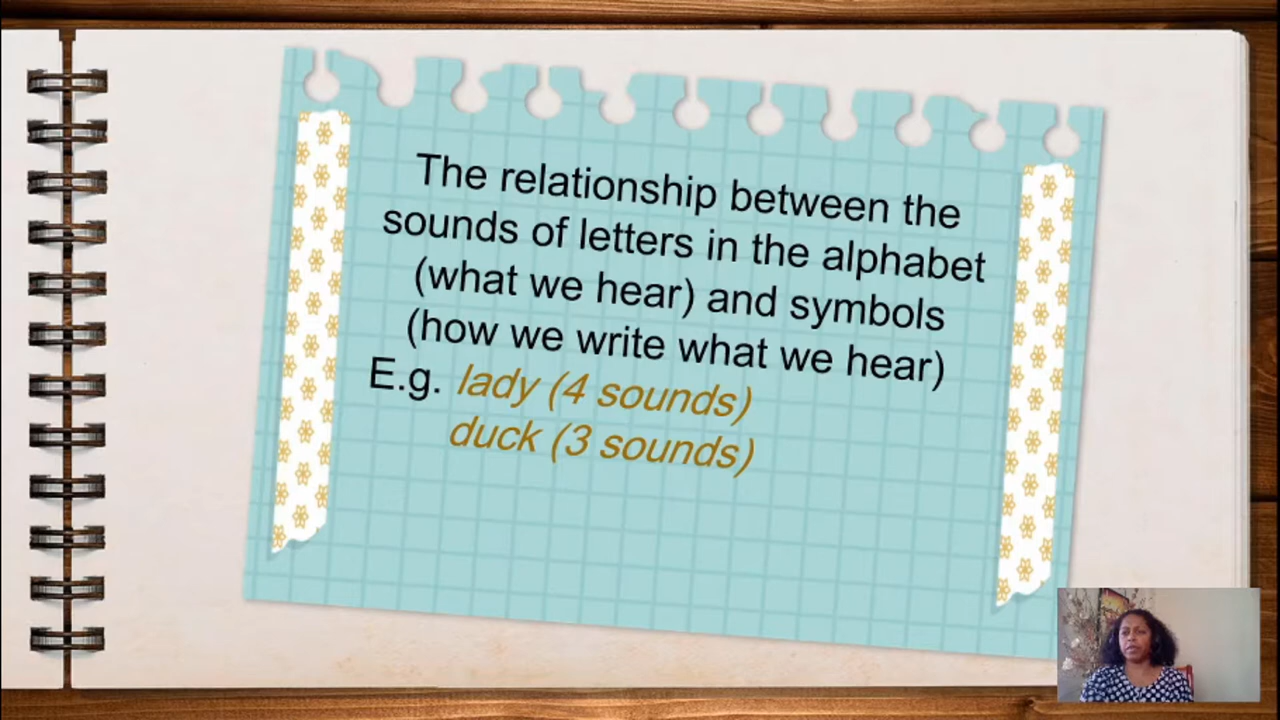 The relationship between the
sounds of letters in the alphabet
(what we hear) and symbols
(how we write what we hear)
E.g. lady (4 sounds)
duck (3 sounds)